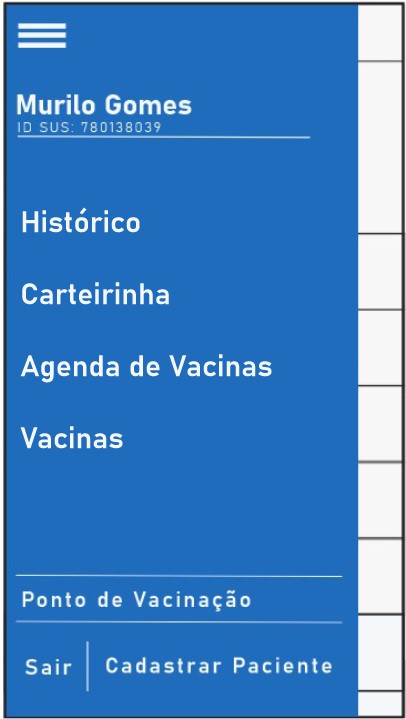 Murilo Gomes
ID SUS: 780138039
Histórico
Carteirinha
Agenda de Vacinas
Vacinas
Ponto de Vacinação
Sair
Cadastrar Paciente